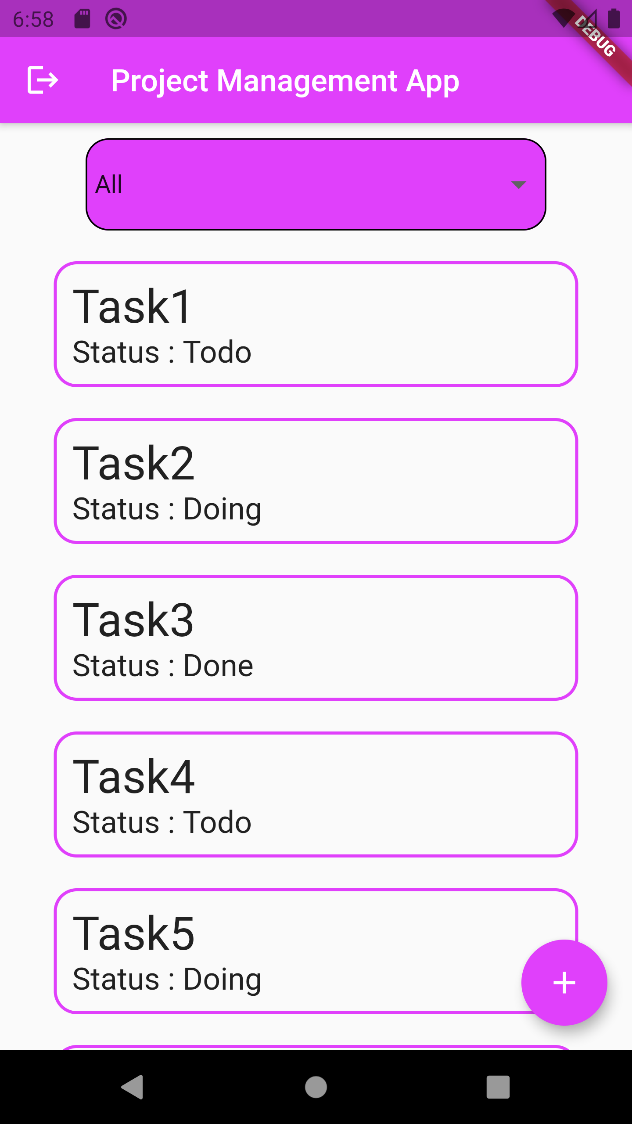 6:58
DEBUG
Project Management App
All
Task1
Status : Todo
Task2
Status : Doing
Task3
Status : Done
Task4
Status : Todo
Task5
Status : Doing